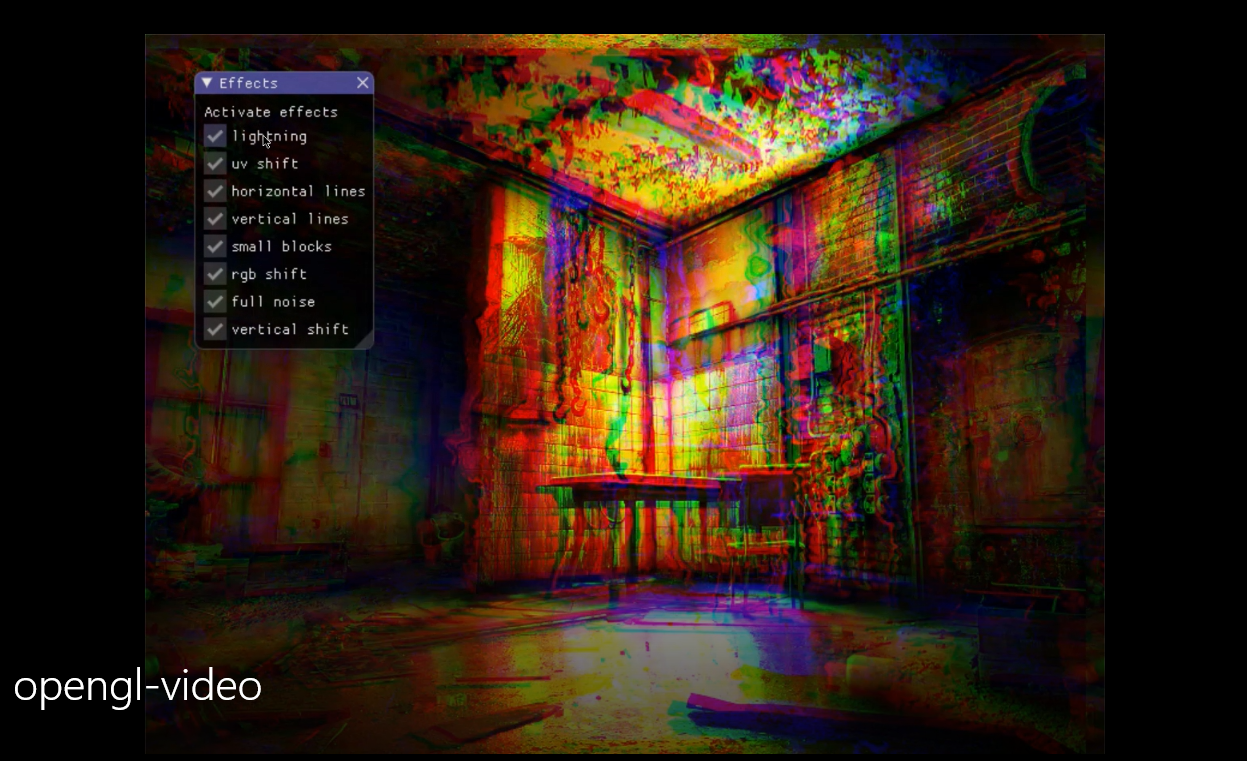 Effects
Activate effects
lightning
uv shift
horizontal lines
vertical lines
small blocks
rgb shift
full noise
vertical shift
opengl-video